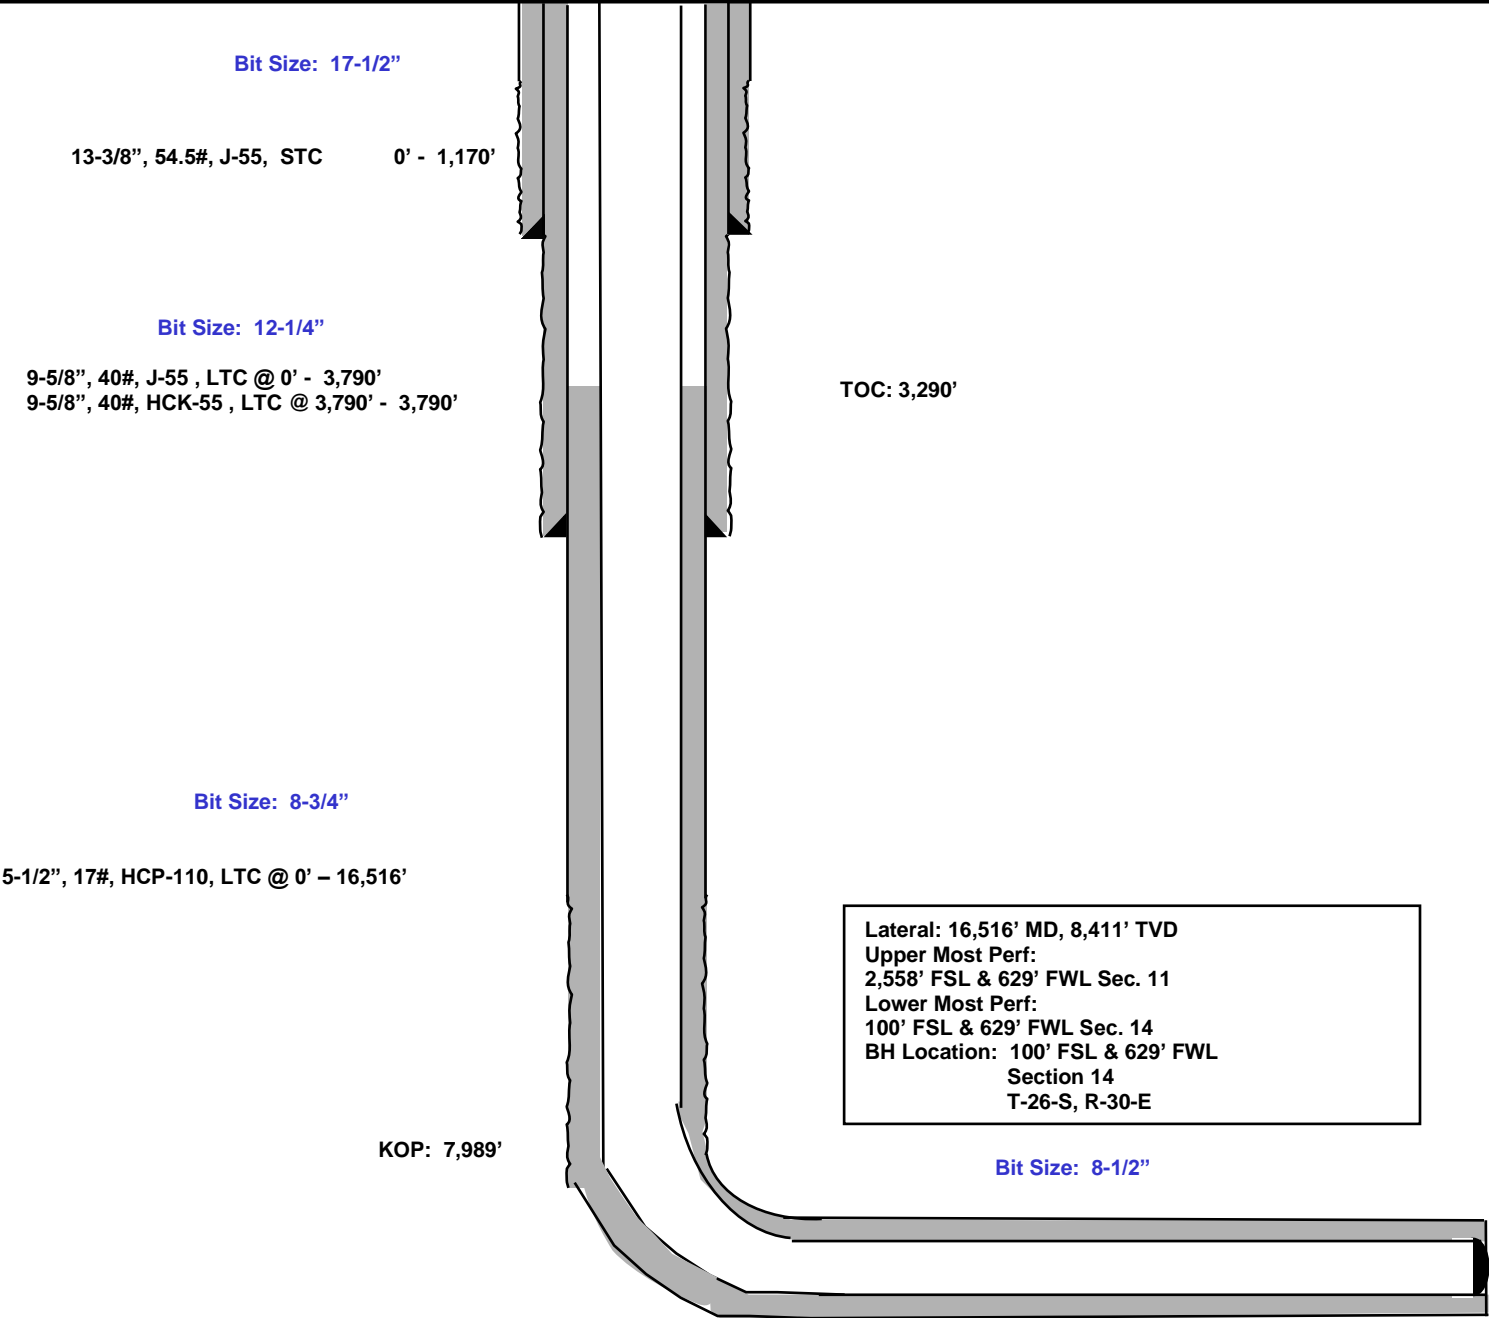 Bit Size: 17-1/2”
13-3/8”, 54.5#, J-55, STC 0’ - 1,170’
Bit Size: 12-1/4”
9-5/8”, 40#, J-55 , LTC @ 0’ - 3,790’
9-5/8”, 40#, HCK-55 , LTC @ 3,790’ - 3,790’
TOC: 3,290’
Bit Size: 8-3/4”
5-1/2”, 17#, HCP-110, LTC @ 0’ – 16,516’
Lateral: 16,516’ MD, 8,411’ TVD
Upper Most Perf:
2,558’ FSL & 629’ FWL Sec. 11
Lower Most Perf:
100’ FSL & 629’ FWL Sec. 14
BH Location: 100’ FSL & 629’ FWL
Section 14
T-26-S, R-30-E
KOP: 7,989’
Bit Size: 8-1/2”